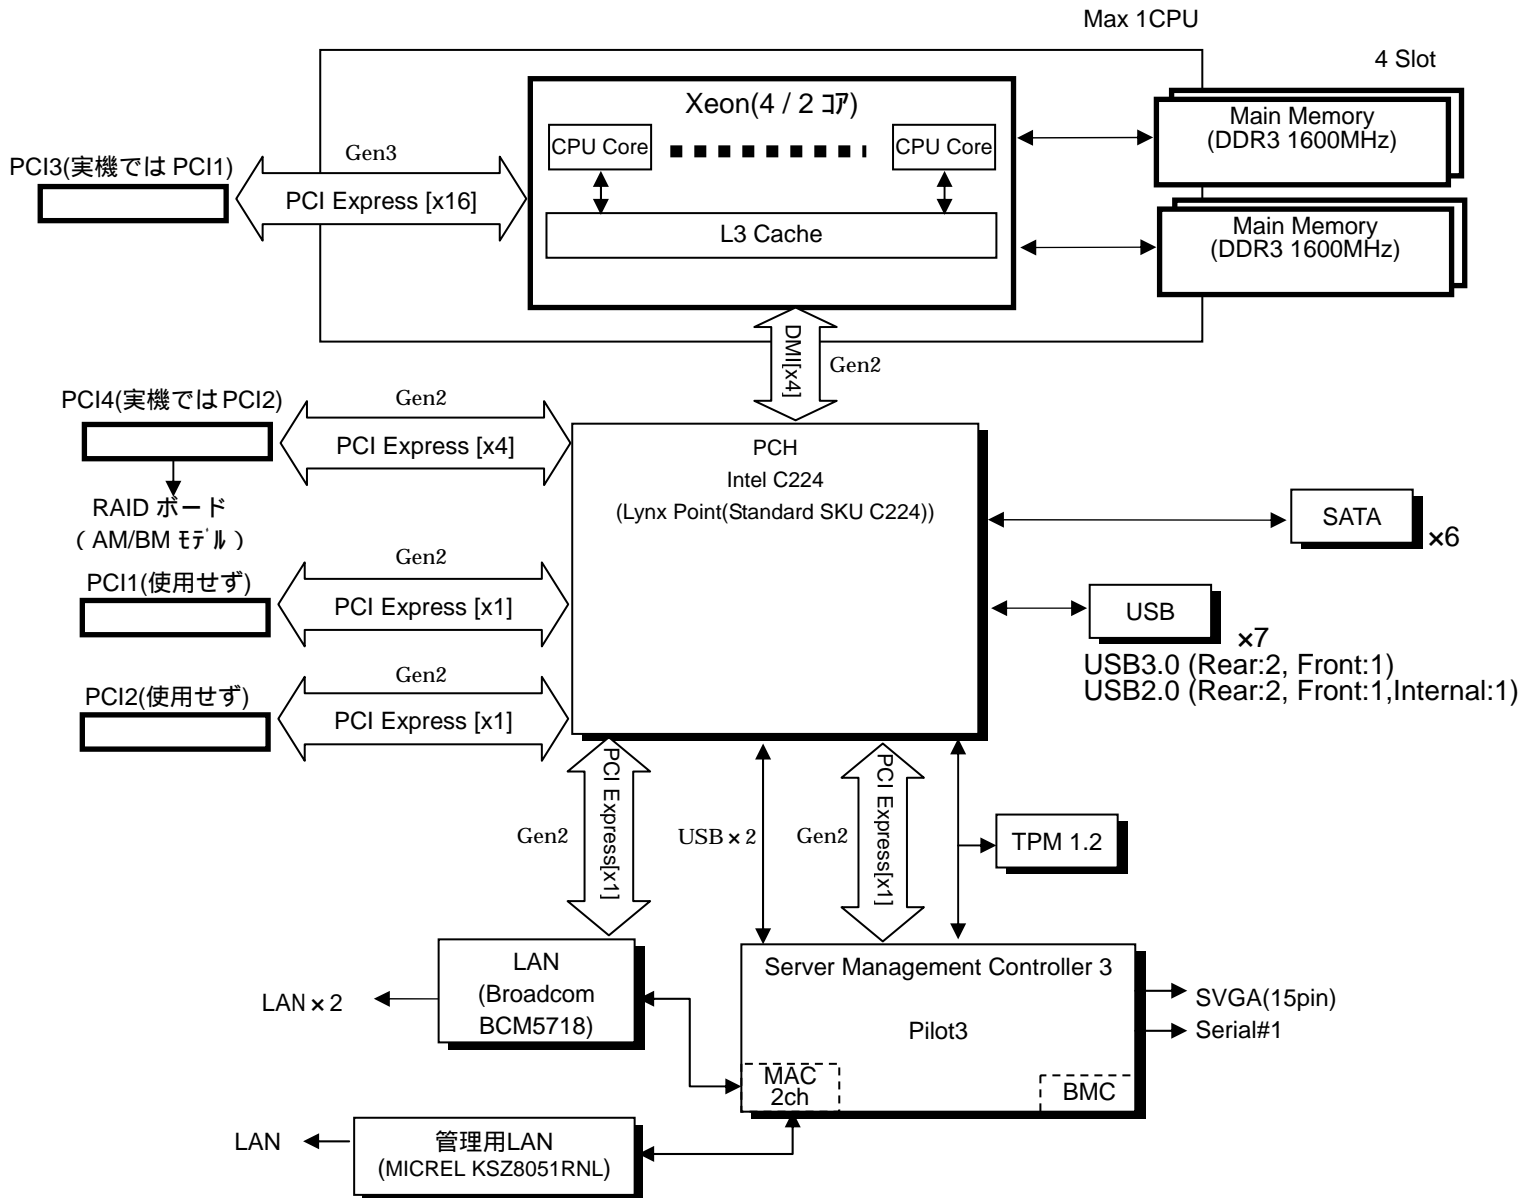 Max 1CPU
4 Slot
Xeon(4 / 2 ｺｱ)
CPU Core
CPU Core
L3 Cache
Main Memory
(DDR3 1600MHz)
Main Memory
(DDR3 1600MHz)
PCI3(実機では PCI1)
Gen3
PCI Express [x16]
DMI[x4]
Gen2
PCI4(実機では PCI2)
Gen2
PCI Express [x4]
RAID ボード
( AM/BM ﾓﾃﾞﾙ )
PCI1(使用せず)
Gen2
PCI Express [x1]
PCI2(使用せず)
Gen2
PCI Express [x1]
PCH
Intel C224
(Lynx Point(Standard SKU C224))
SATA
×6
USB
×7
USB3.0 (Rear:2, Front:1)
USB2.0 (Rear:2, Front:1,Internal:1)
Gen2
PCI Express[x1]
USB × 2
Gen2
PCI Express[x1]
TPM 1.2
LAN
(Broadcom
BCM5718)
LAN × 2
Server Management Controller 3
Pilot3
MAC
2ch
BMC
SVGA(15pin)
Serial#1
LAN
管理用LAN
(MICREL KSZ8051RNL)